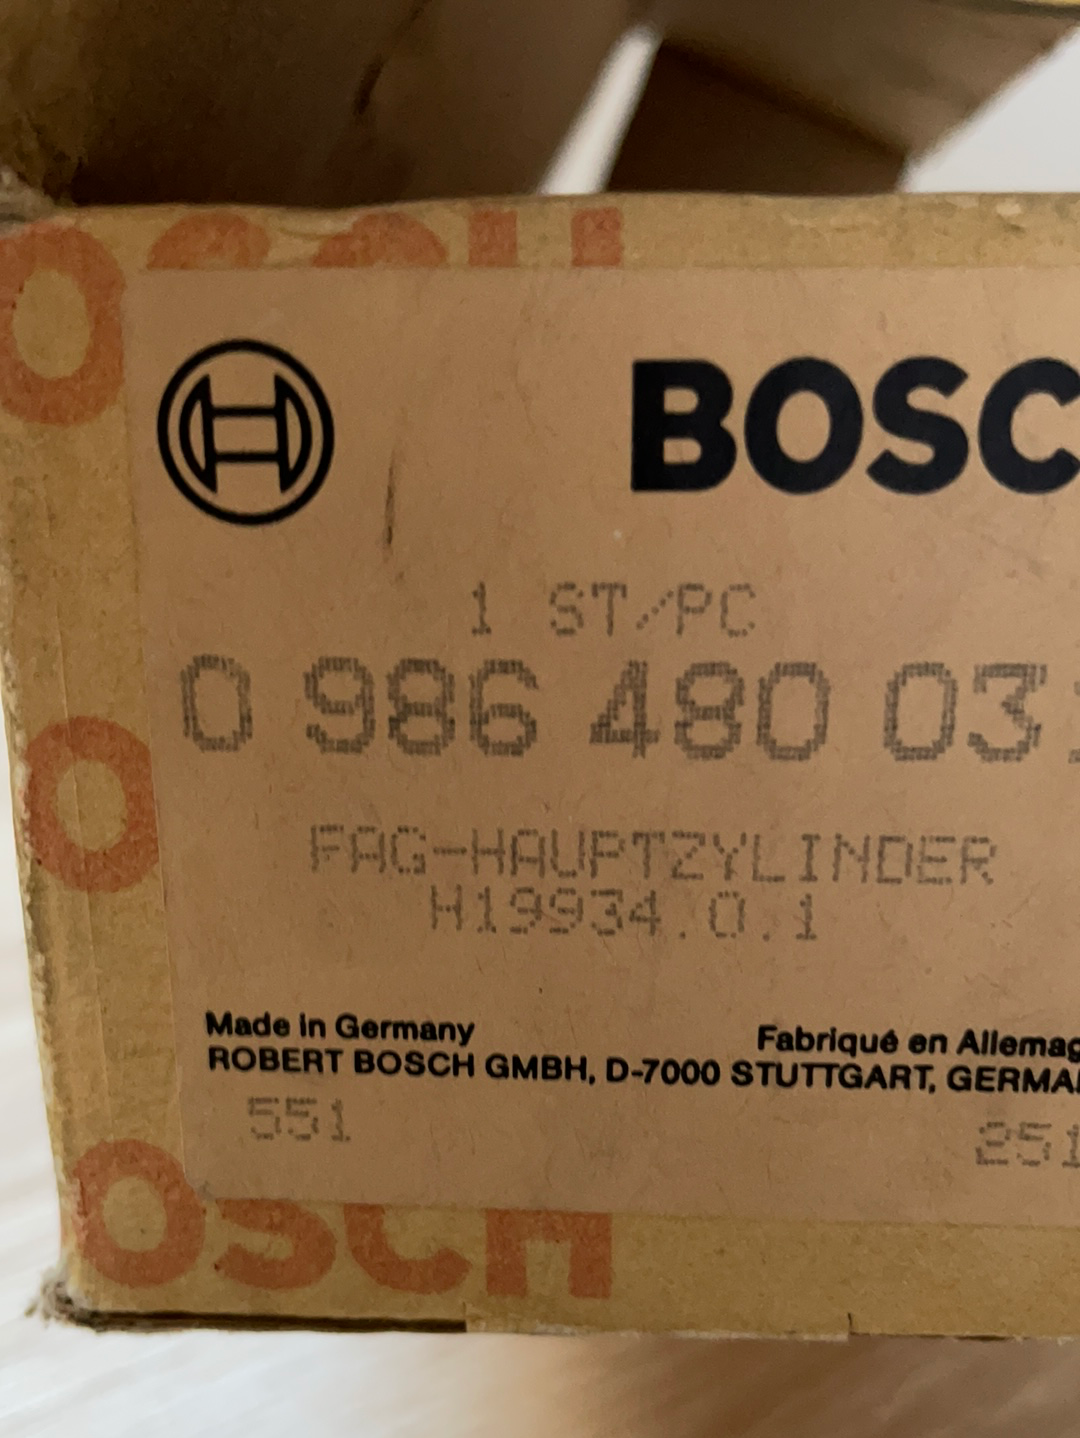 BOSC
1 ST/PC
0 986 480 03
FAG-HAUPTZYLINDER
H19934.0.1
Made in Germany
Fabriqué en Allemag
ROBERT BOSCH GMBH, D-7000 STUTTGART, GERMA
551
251
OSCH